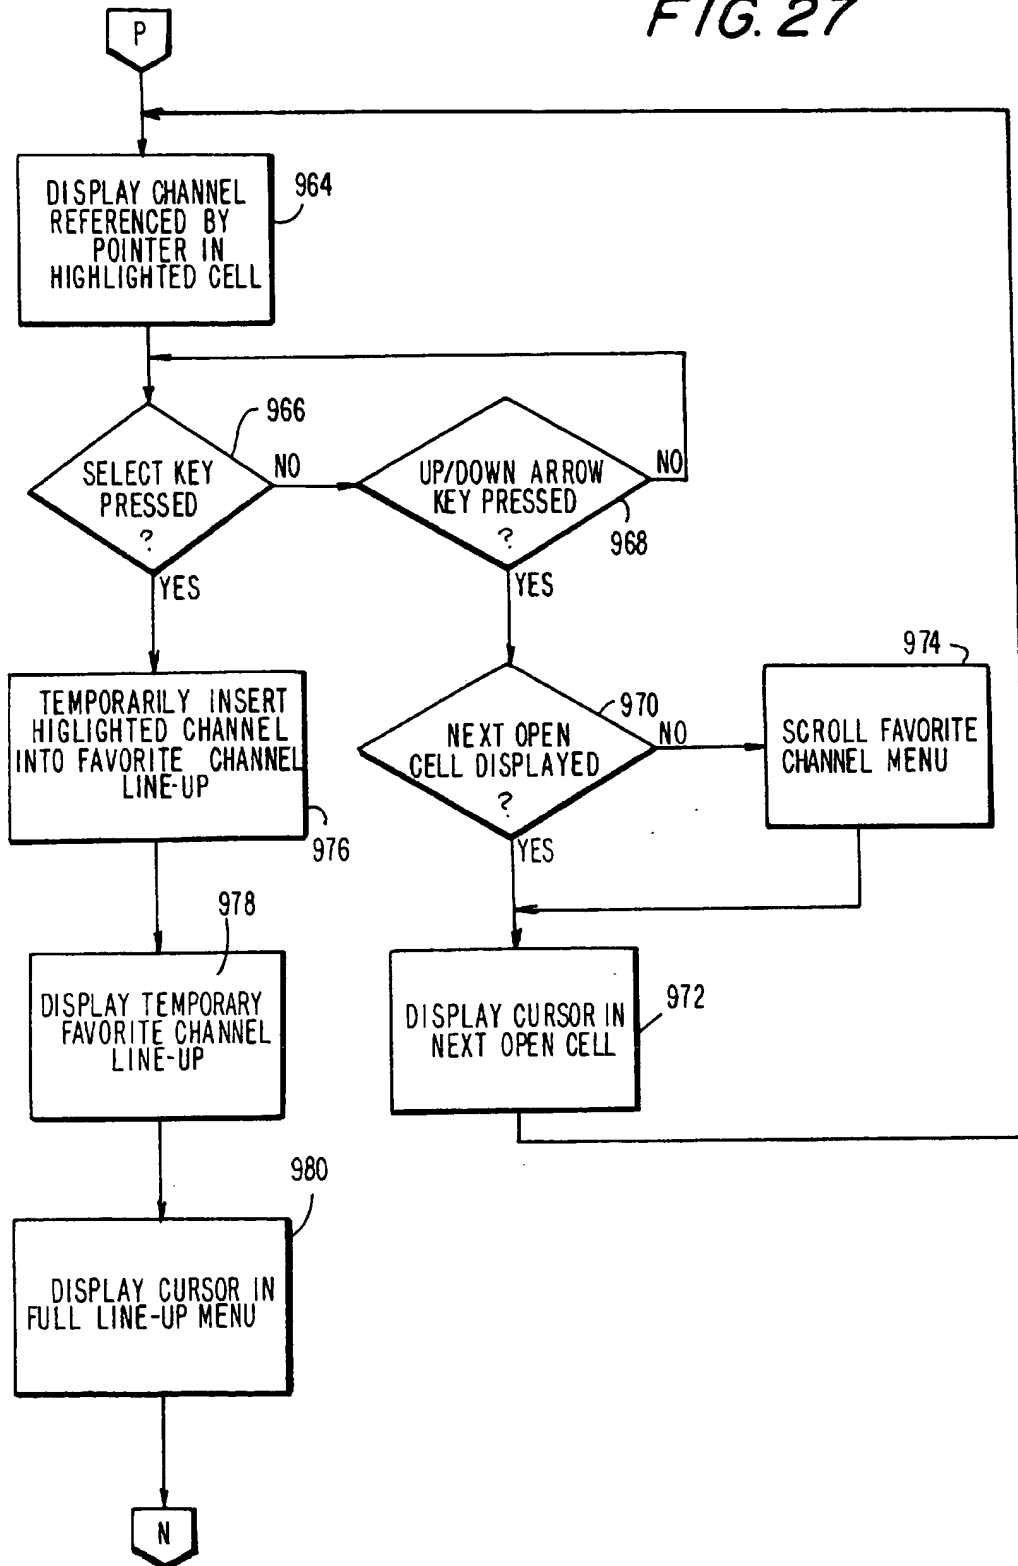 FIG. 27
P
DISPLAY CHANNEL
REFERENCED BY
POINTER IN
HIGHLIGHTED CELL
964
966
SELECT KEY
PRESSED
?
NO
YES
UP/DOWN ARROW
KEY PRESSED
?
NO
968
YES
TEMPORARILY INSERT
HIGLIGHTED CHANNEL
INTO FAVORITE CHANNEL
LINE-UP
976
970
NEXT OPEN
CELL DISPLAYED
?
NO
YES
974
SCROLL FAVORITE
CHANNEL MENU
978
DISPLAY TEMPORARY
FAVORITE CHANNEL
LINE-UP
DISPLAY CURSOR IN
NEXT OPEN CELL
972
980
DISPLAY CURSOR IN
FULL LINE-UP MENU
N